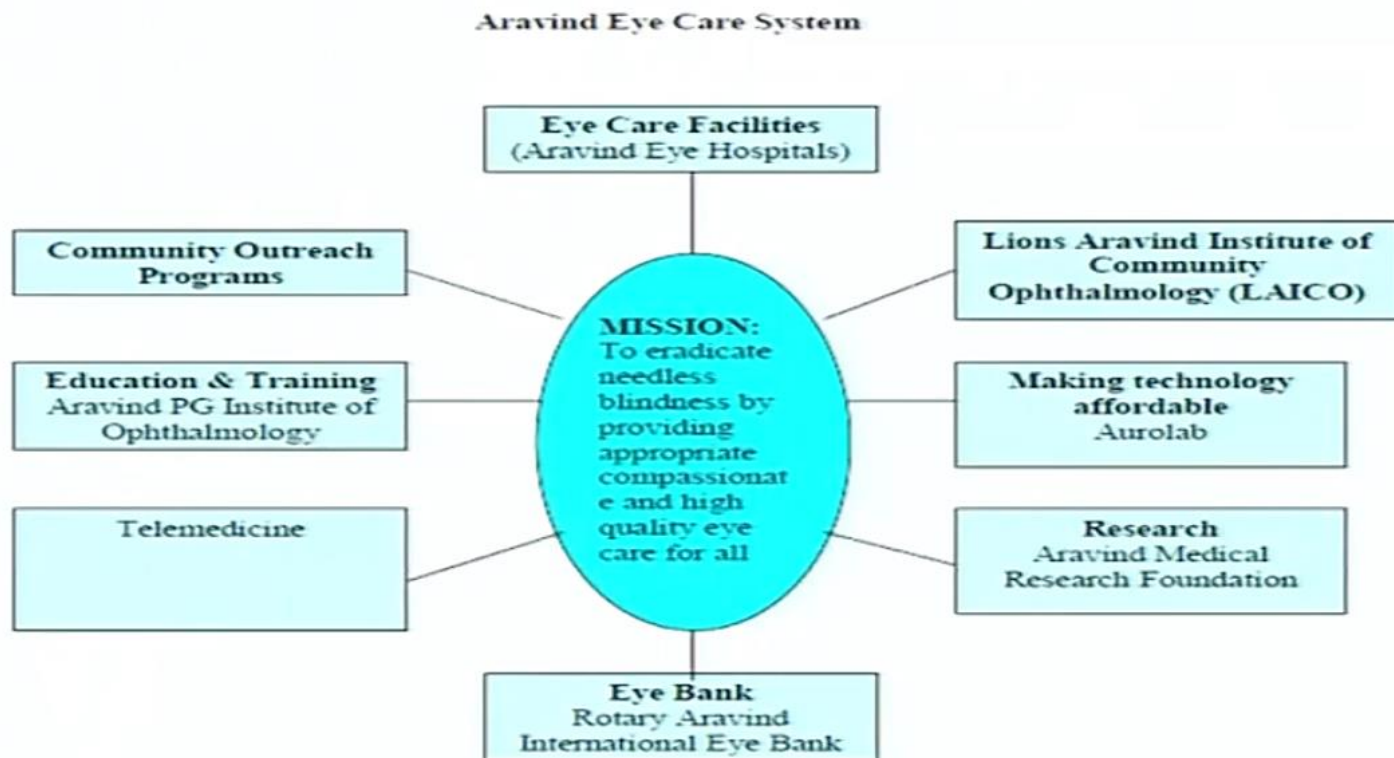 Aravind Eye Care System
Eye Care Facilities
(Aravind Eye Hospitals)
Community Outreach
Programs
Lions Aravind Institute of
Community
Ophthalmology (LAICO)
MISSION:
To eradicate
needless
blindness by
providing
appropriate
compassionat
e and high
quality eye
care for all
Education & Training
Aravind PG Institute of
Ophthalmology
Making technology
affordable
Aurolab
Telemedicine
Research
Aravind Medical
Research Foundation
Eye Bank
Rotary Aravind
International Eye Bank